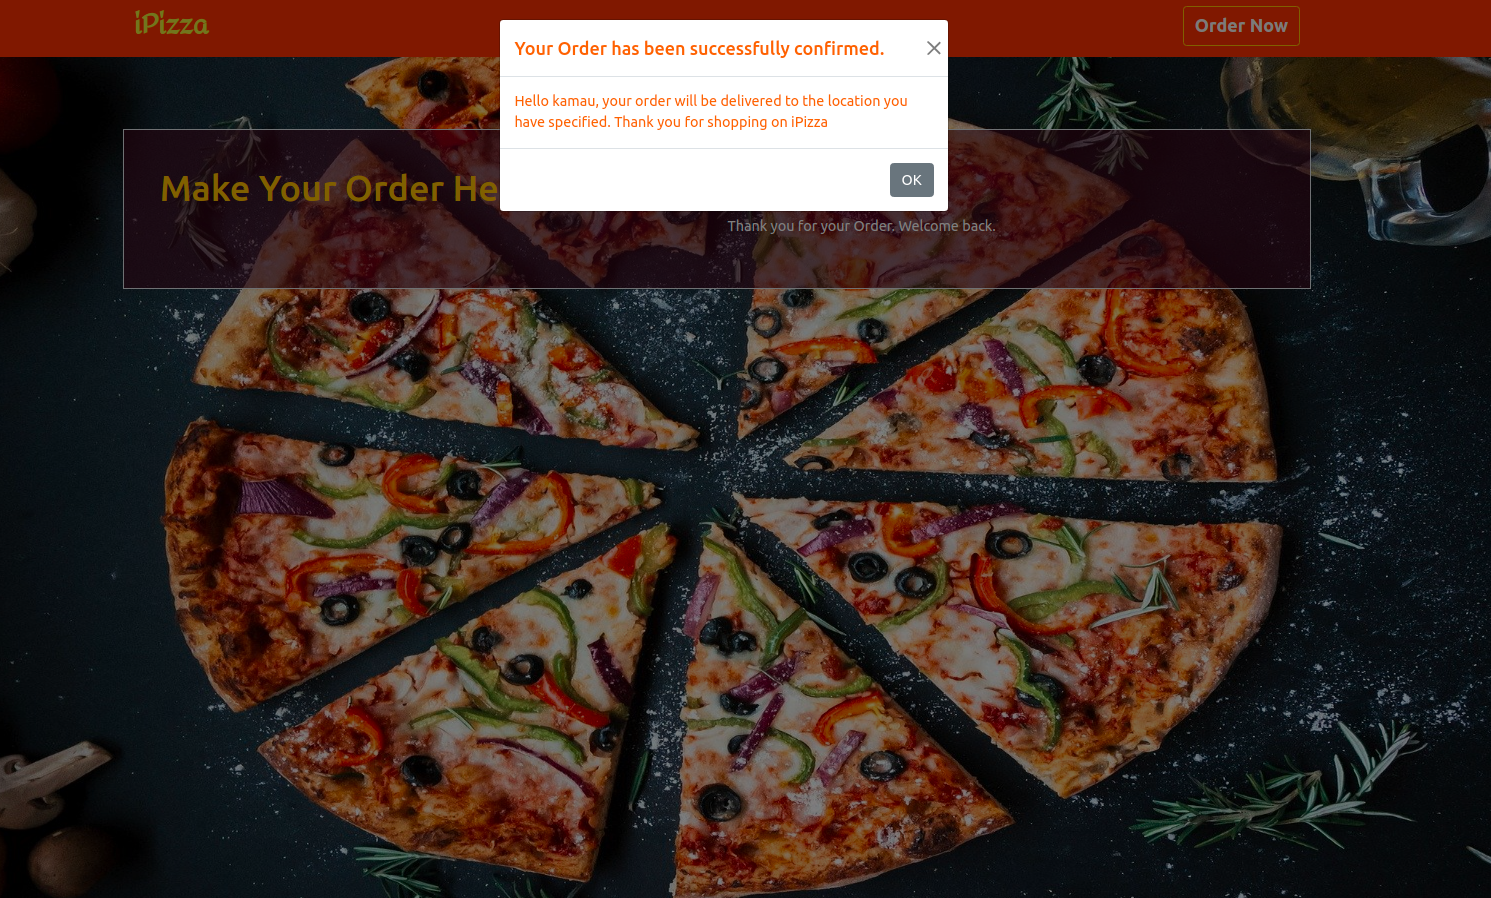 iPizza
Order Now
Your Order has been successfully confirmed.
Hello kamau, your order will be delivered to the location you
have specified. Thank you for shopping on iPizza
OK
Make Your Order He
Thank you for your Order. Welcome back.